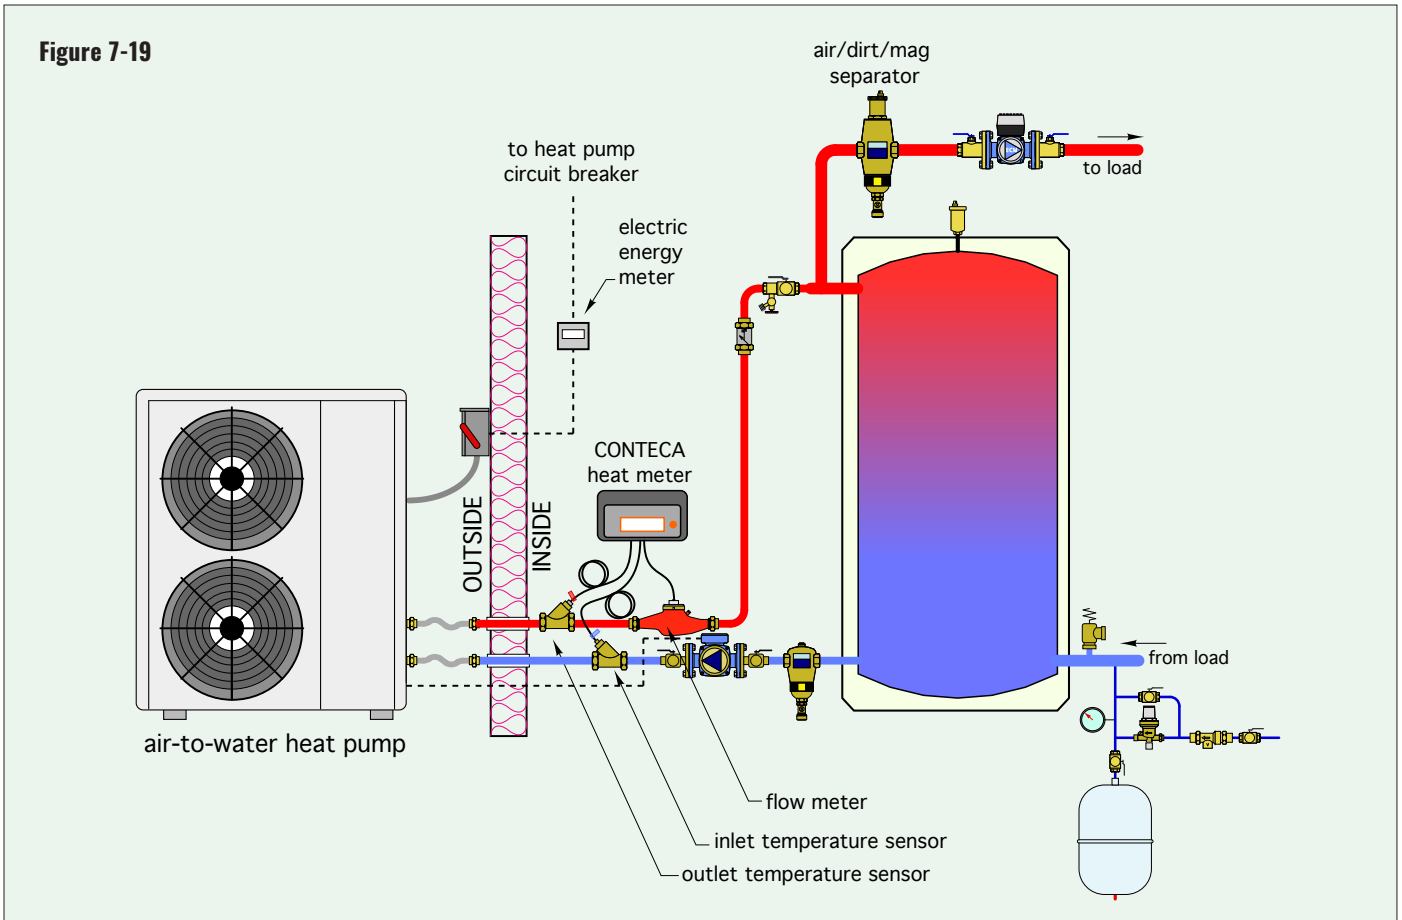 Figure 7-19
air/dirt/mag
separator
to heat pump
circuit breaker
to load
electric
energy
meter
CONTECA
heat meter
OUTSIDE
INSIDE
from load
air-to-water heat pump
flow meter
inlet temperature sensor
outlet temperature sensor